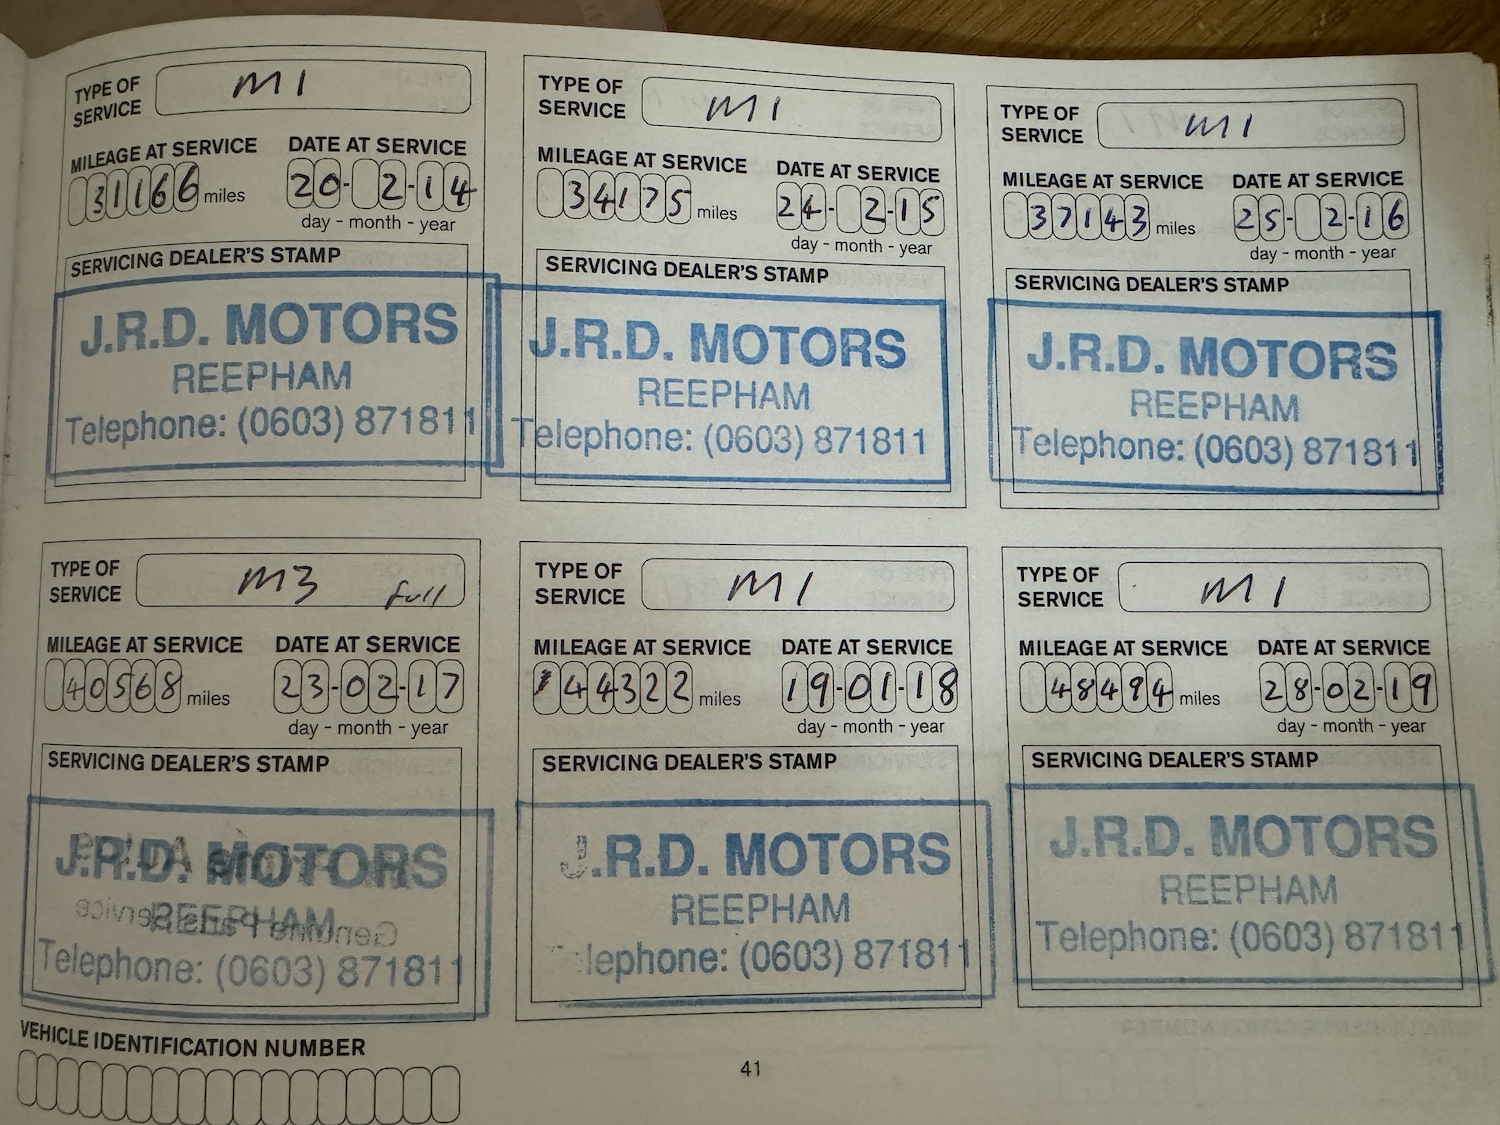 TYPE OF SERVICE M1
MILEAGE AT SERVICE DATE AT SERVICE
31166 miles 20- 2-14
day - month - year
SERVICING DEALER'S STAMP
J.R.D. MOTORS
REEPHAM
Telephone: (0603) 871811
TYPE OF SERVICE M1
MILEAGE AT SERVICE DATE AT SERVICE
34175 miles 24- 2-15
day - month - year
SERVICING DEALER'S STAMP
J.R.D. MOTORS
REEPHAM
Telephone: (0603) 871811
TYPE OF SERVICE M1
MILEAGE AT SERVICE DATE AT SERVICE
37143 miles 25- 2-16
day - month - year
SERVICING DEALER'S STAMP
J.R.D. MOTORS
REEPHAM
Telephone: (0603) 871811
TYPE OF SERVICE M3 full
MILEAGE AT SERVICE DATE AT SERVICE
40568 miles 23-02-17
day - month - year
SERVICING DEALER'S STAMP
J.R.D. MOTORS
REEPHAM
Telephone: (0603) 871811
TYPE OF SERVICE M1
MILEAGE AT SERVICE DATE AT SERVICE
44322 miles 19-01-18
day - month - year
SERVICING DEALER'S STAMP
J.R.D. MOTORS
REEPHAM
lephone: (0603) 871811
TYPE OF SERVICE M1
MILEAGE AT SERVICE DATE AT SERVICE
48494 miles 28-02-19
day - month - year
SERVICING DEALER'S STAMP
J.R.D. MOTORS
REEPHAM
Telephone: (0603) 871811
VEHICLE IDENTIFICATION NUMBER
41